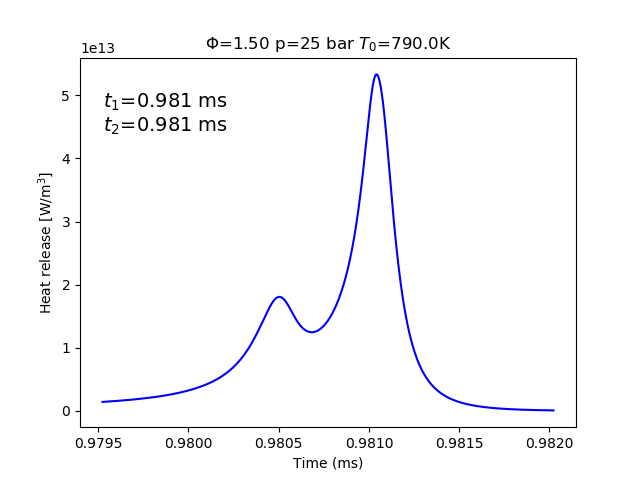 Φ=1.50 p=25 bar T₀=790.0K
1e13
t₁=0.981 ms
t₂=0.981 ms
5
4
3
2
1
0
Heat release [W/m³]
0.9795 0.9800 0.9805 0.9810 0.9815 0.9820
Time (ms)